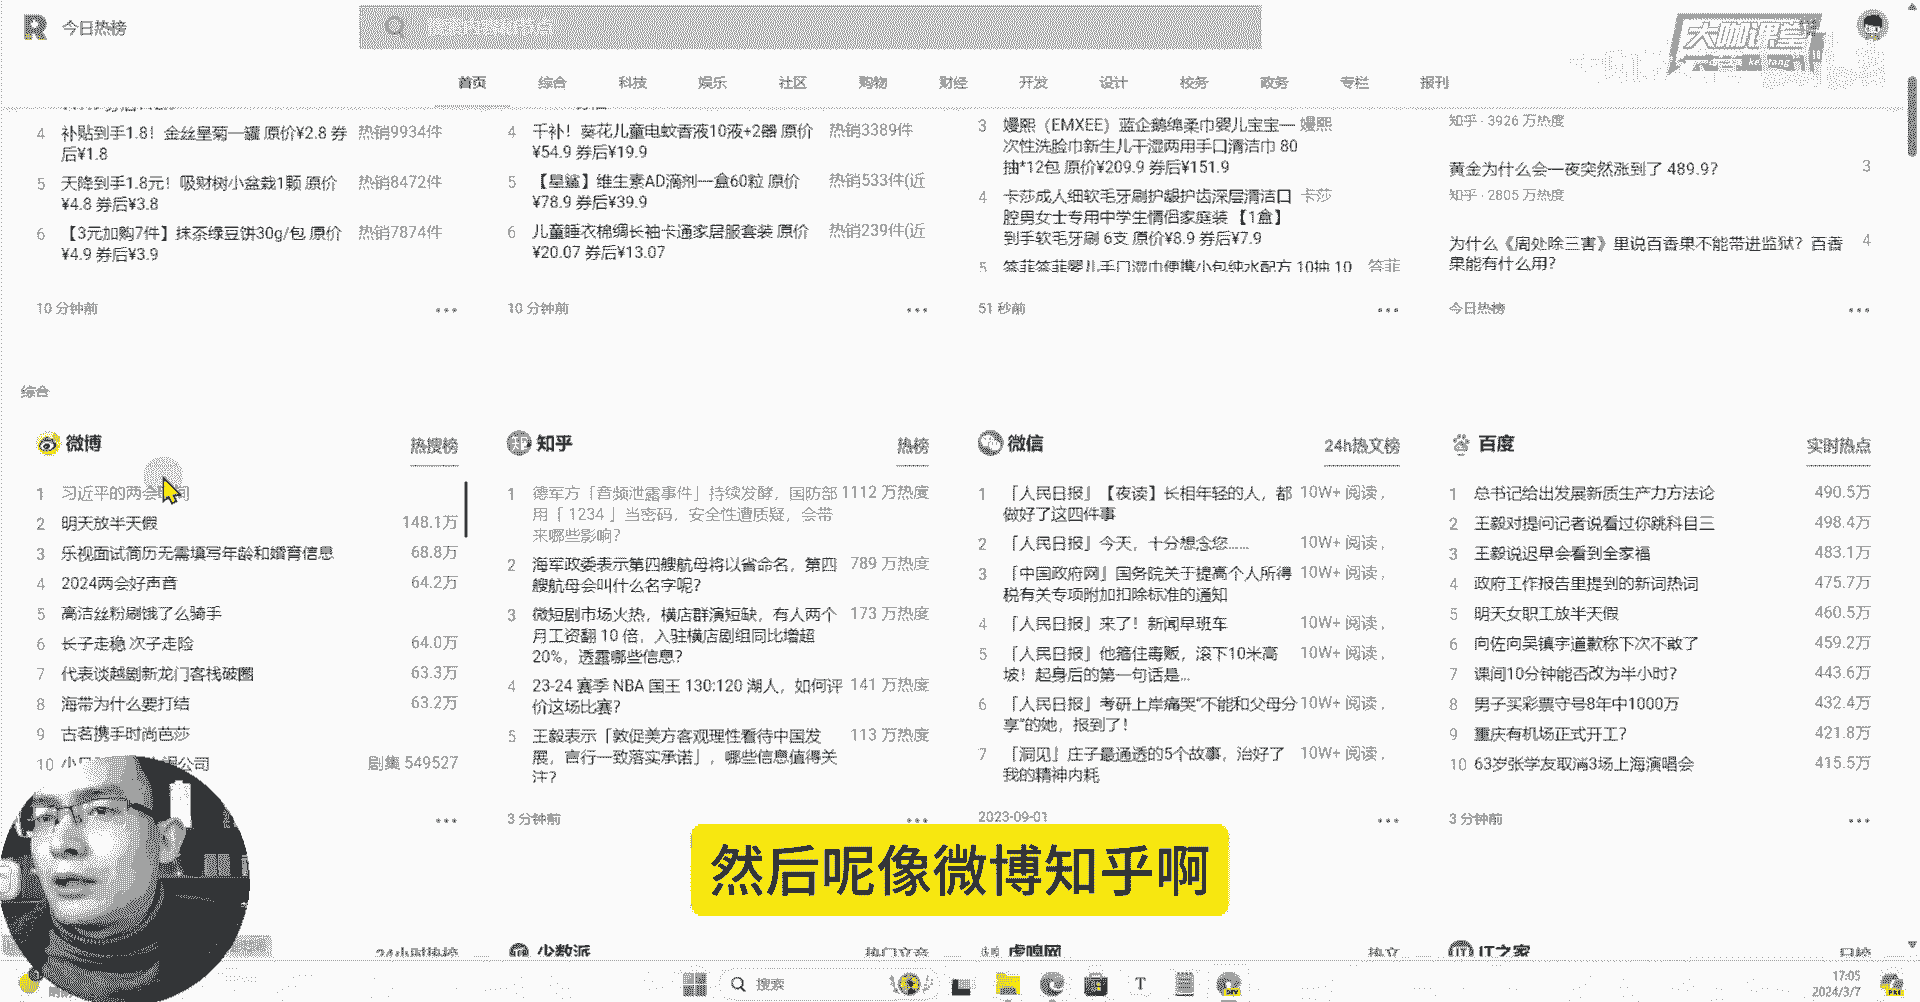 今日热榜
大咖课堂
首页 综合 科技 娱乐 社区 购物 财经 开发 设计 校务 政务 专栏 报刊
4 补贴到手1.8！金丝皇菊一罐 原价¥2.8 券 热销9934件
后¥1.8
5 天降到手1.8元！吸财树小盆栽1颗 原价 热销8472件
¥4.8 券后¥3.8
6 【3元加购7件】抹茶绿豆饼30g/包 原价 热销7874件
¥4.9 券后¥3.9
10 分钟前
4 千补！葵花儿童电蚊香液10液+2器 原价 热销3389件
¥54.9 券后¥19.9
5 【星鲨】维生素AD滴剂一盒60粒 原价 热销533件(近
¥78.9 券后¥39.9
6 儿童睡衣棉绸长袖卡通家居服套装 原价 热销239件(近
¥20.07 券后¥13.07
10 分钟前
3 嫚熙（EMXEE）蓝企鹅绵柔巾婴儿宝宝一 嫚熙
次性洗脸巾新生儿干湿两用手口清洁巾 80
抽*12包 原价¥209.9 券后¥151.9
4 卡莎成人细软毛牙刷护龈护齿深层清洁口 卡莎
腔男女士专用中学生情侣家庭装 【1盒】
到手软毛牙刷 6支 原价¥8.9 券后¥7.9
5 答菲答菲婴儿手口湿巾便携小包纯水配方 10抽 10 答菲
51 秒前
知乎 · 3926 万热度
黄金为什么会一夜突然涨到了 489.9？ 3
知乎 · 2805 万热度
为什么《周处除三害》里说百香果不能带进监狱？百香 4
果能有什么用？
今日热榜
综合
微博 热搜榜
1 习近平的两会时间
2 明天放半天假 148.1万
3 乐视面试简历无需填写年龄和婚育信息 68.8万
4 2024两会好声音 64.2万
5 高洁丝粉刷饿了么骑手
6 长子走稳 次子走险 64.0万
7 代表谈越剧新龙门客栈破圈 63.3万
8 海带为什么要打结 63.2万
9 古茗携手时尚芭莎
10 公司 剧集 549527
知乎 热榜
1 德军方「音频泄露事件」持续发酵，国防部 1112 万热度
用「 1234 」当密码，安全性遭质疑，会带
来哪些影响？
2 海军政委表示第四艘航母将以省命名，第四 789 万热度
艘航母会叫什么名字呢？
3 微短剧市场火热，横店群演短缺，有人两个 173 万热度
月工资翻 10 倍，入驻横店剧组同比增超
20%，透露哪些信息？
4 23-24 赛季 NBA 国王 130:120 湖人，如何评 141 万热度
价这场比赛？
5 王毅表示「敦促美方客观理性看待中国发 113 万热度
展，言行一致落实承诺」，哪些信息值得关
注？
3 分钟前
微信 24h热文榜
1 「人民日报」【夜读】长相年轻的人，都 10W+ 阅读，
做好了这四件事
2 「人民日报」今天，十分想念您…… 10W+ 阅读，
3 「中国政府网」国务院关于提高个人所得 10W+ 阅读，
税有关专项附加扣除标准的通知
4 「人民日报」来了！新闻早班车 10W+ 阅读，
5 「人民日报」他箍住毒贩，滚下10米高 10W+ 阅读，
坡！起身后的第一句话是...
6 「人民日报」考研上岸痛哭“不能和父母分 10W+ 阅读，
享”的她，报到了！
7 「洞见」庄子最通透的5个故事，治好了 10W+ 阅读，
我的精神内耗
2023-09-01
百度 实时热点
1 总书记给出发展新质生产力方法论 490.5万
2 王毅对提问记者说看过你跳科目三 498.4万
3 王毅说迟早会看到全家福 483.1万
4 政府工作报告里提到的新词热词 475.7万
5 明天女职工放半天假 460.5万
6 向佐向吴镇宇道歉称下次不敢了 459.2万
7 课间10分钟能否改为半小时？ 443.6万
8 男子买彩票守号8年中1000万 432.4万
9 重庆有机场正式开工？ 421.8万
10 63岁张学友取消3场上海演唱会 415.5万
3 分钟前
然后呢像微博知乎啊
24小时热榜
少数派 热门文章
虎嗅网 热文
IT之家 日榜
搜索
17:05
2024/3/7